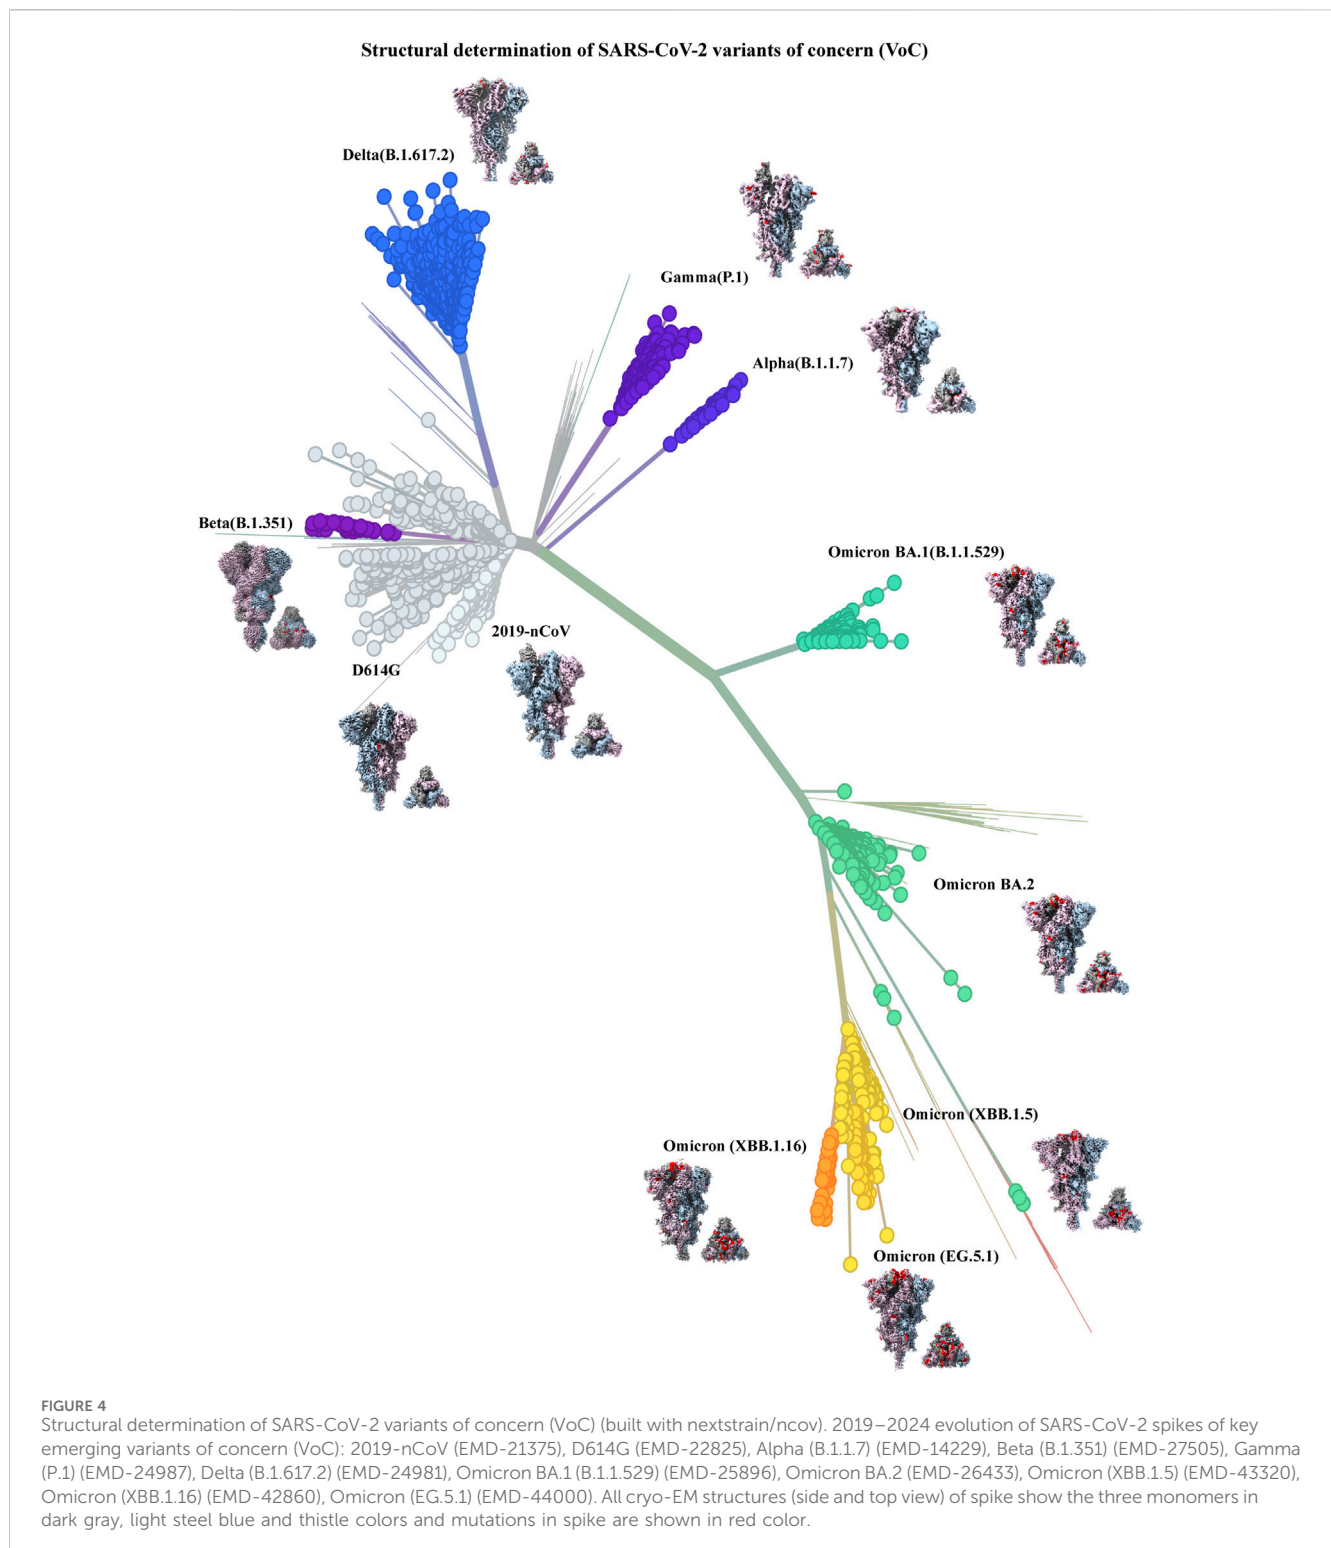 Structural determination of SARS-CoV-2 variants of concern (VoC)
Delta(B.1.617.2)
Gamma(P.1)
Alpha(B.1.1.7)
Beta(B.1.351)
Omicron BA.1(B.1.1.529)
2019-nCoV
D614G
Omicron BA.2
Omicron (XBB.1.5)
Omicron (XBB.1.16)
Omicron (EG.5.1)
FIGURE 4
Structural determination of SARS-CoV-2 variants of concern (VoC) (built with nextstrain/ncov). 2019–2024 evolution of SARS-CoV-2 spikes of key
emerging variants of concern (VoC): 2019-nCoV (EMD-21375), D614G (EMD-22825), Alpha (B.1.1.7) (EMD-14229), Beta (B.1.351) (EMD-27505), Gamma
(P.1) (EMD-24987), Delta (B.1.617.2) (EMD-24981), Omicron BA.1 (B.1.1.529) (EMD-25896), Omicron BA.2 (EMD-26433), Omicron (XBB.1.5) (EMD-43320),
Omicron (XBB.1.16) (EMD-42860), Omicron (EG.5.1) (EMD-44000). All cryo-EM structures (side and top view) of spike show the three monomers in
dark gray, light steel blue and thistle colors and mutations in spike are shown in red color.